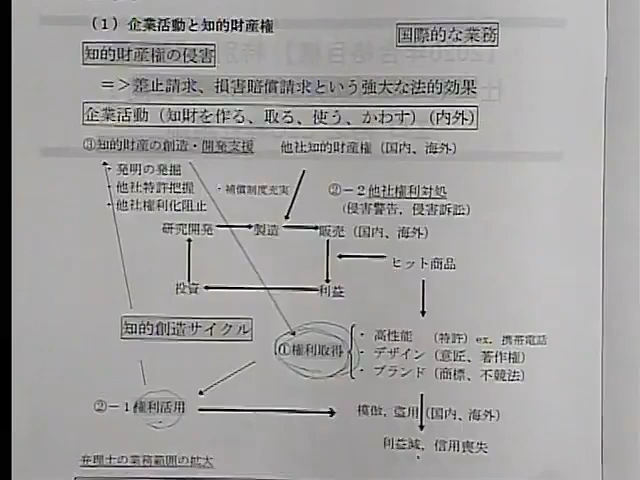 (1) 企業活動と知的財産権
国際的な業務
知的財産権の侵害
=>差止請求、損害賠償請求という強大な法的効果
企業活動(知財を作る、取る、使う、かわす)(内外)
③知的財産の創造・開発支援 他社知的財産権(国内、海外)
・発明の発掘
・他社特許把握 ・補償制度充実 ②-2他社権利対処
・他社権利化阻止 (侵害警告,侵害訴訟)
研究開発 製造 販売(国内、海外)
ヒット商品
投資 利益
知的創造サイクル
①権利取得
・高性能 (特許)ex. 携帯電話
・デザイン(意匠、著作権)
・ブランド(商標、不競法)
②-1権利活用 模倣,盗用(国内、海外)
利益減,信用喪失
弁理士の業務範囲の拡大